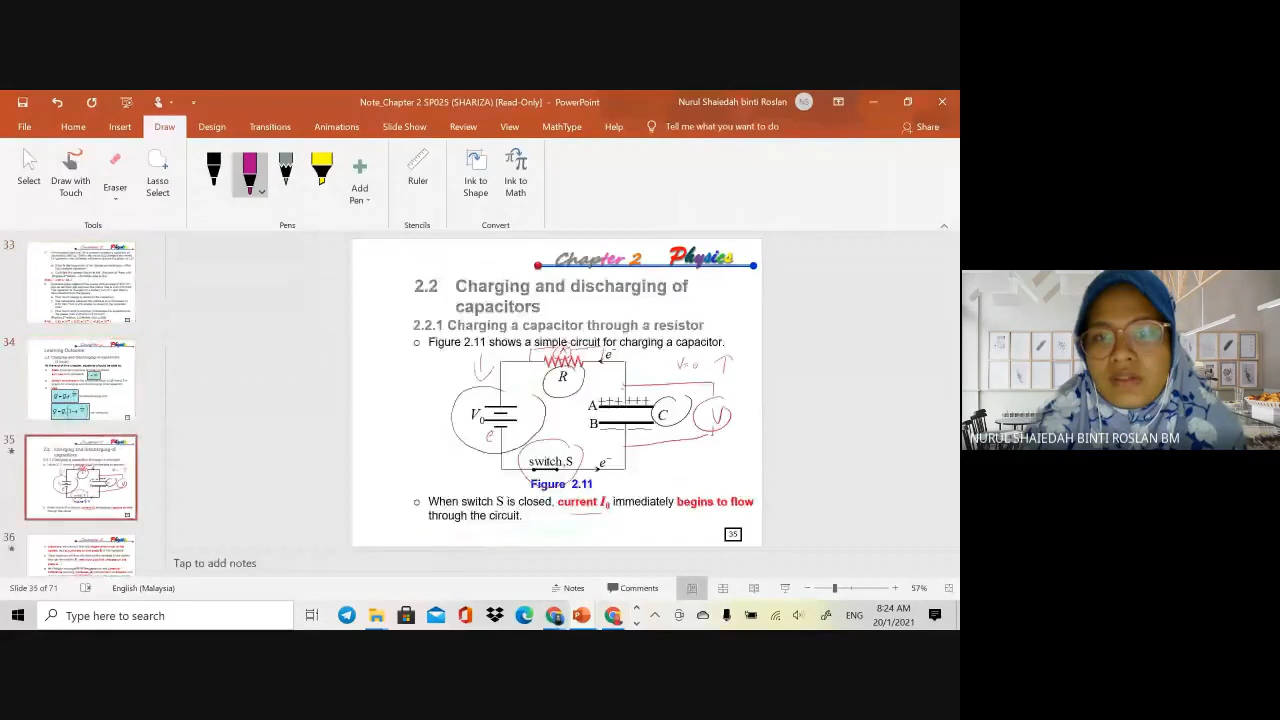 Note_Chapter 2 SP025 (SHARIZA) [Read-Only] - PowerPoint
Nurul Shaiedah binti Roslan
NS
File
Home
Insert
Draw
Design
Transitions
Animations
Slide Show
Review
View
MathType
Help
Tell me what you want to do
Share
Select
Draw with Touch
Eraser
Lasso Select
Add Pen
Ruler
Ink to Shape
Ink to Math
Tools
Pens
Stencils
Convert
33
34
Learning Outcome:
35
36
Chapter 2 Physics
2.2 Charging and discharging of
capacitors
2.2.1 Charging a capacitor through a resistor
Figure 2.11 shows a simple circuit for charging a capacitor.
e⁻
R
V=0
A
+++ +++
B
C
V
V₀
switch,S
e⁻
Figure 2.11
When switch S is closed, current I₀ immediately begins to flow
through the circuit.
35
NURUL SHAIEDAH BINTI ROSLAN BM
Tap to add notes
Slide 35 of 71
English (Malaysia)
Notes
Comments
57%
Type here to search
ENG
8:24 AM
20/1/2021